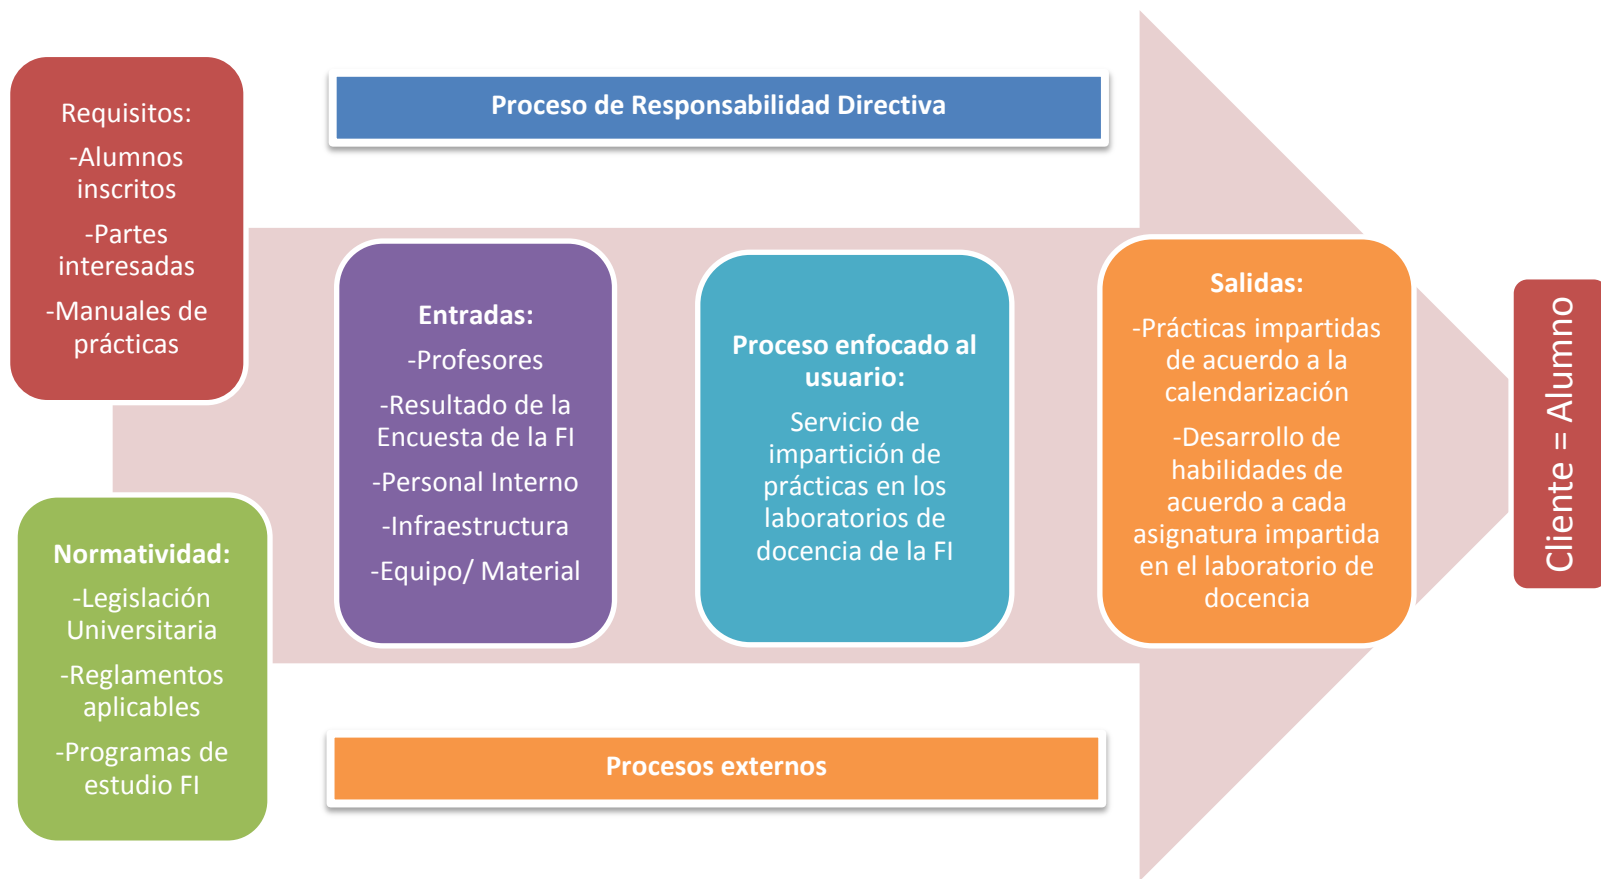 Proceso de Responsabilidad Directiva
Requisitos:
-Alumnos
inscritos
-Partes
interesadas
-Manuales de
prácticas
Normatividad:
-Legislación
Universitaria
-Reglamentos
aplicables
-Programas de
estudio FI
Entradas:
-Profesores
-Resultado de la
Encuesta de la FI
-Personal Interno
-Infraestructura
-Equipo/ Material
Proceso enfocado al
usuario:
Servicio de
impartición de
prácticas en los
laboratorios de
docencia de la FI
Salidas:
-Prácticas impartidas
de acuerdo a la
calendarización
-Desarrollo de
habilidades de
acuerdo a cada
asignatura impartida
en el laboratorio de
docencia
Cliente = Alumno
Procesos externos